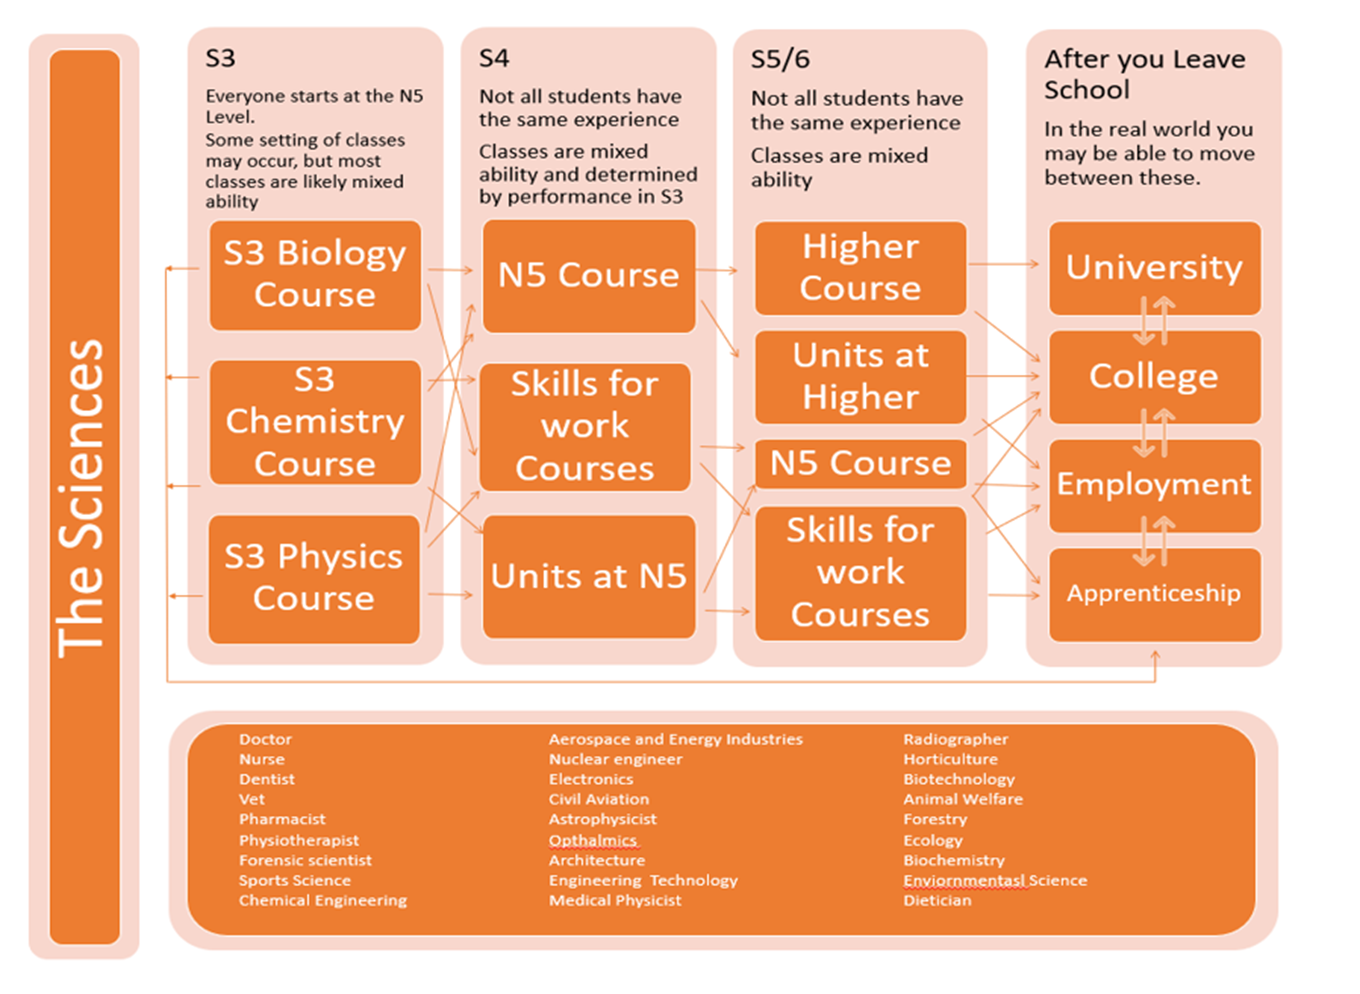 The Sciences
S3
Everyone starts at the N5
Level.
Some setting of classes
may occur, but most
classes are likely mixed
ability
S3 Biology
Course
S3
Chemistry
Course
S3 Physics
Course
S4
Not all students have
the same experience
Classes are mixed
ability and determined
by performance in S3
N5 Course
Skills for
work
Courses
Units at N5
S5/6
Not all students have
the same experience
Classes are mixed
ability
Higher
Course
Units at
Higher
N5 Course
Skills for
work
Courses
After you Leave
School
In the real world you
may be able to move
between these.
University
College
Employment
Apprenticeship
Doctor
Nurse
Dentist
Vet
Pharmacist
Physiotherapist
Forensic scientist
Sports Science
Chemical Engineering
Aerospace and Energy Industries
Nuclear engineer
Electronics
Civil Aviation
Astrophysicist
Opthalmics
Architecture
Engineering Technology
Medical Physicist
Radiographer
Horticulture
Biotechnology
Animal Welfare
Forestry
Ecology
Biochemistry
Enviornmentasl Science
Dietician